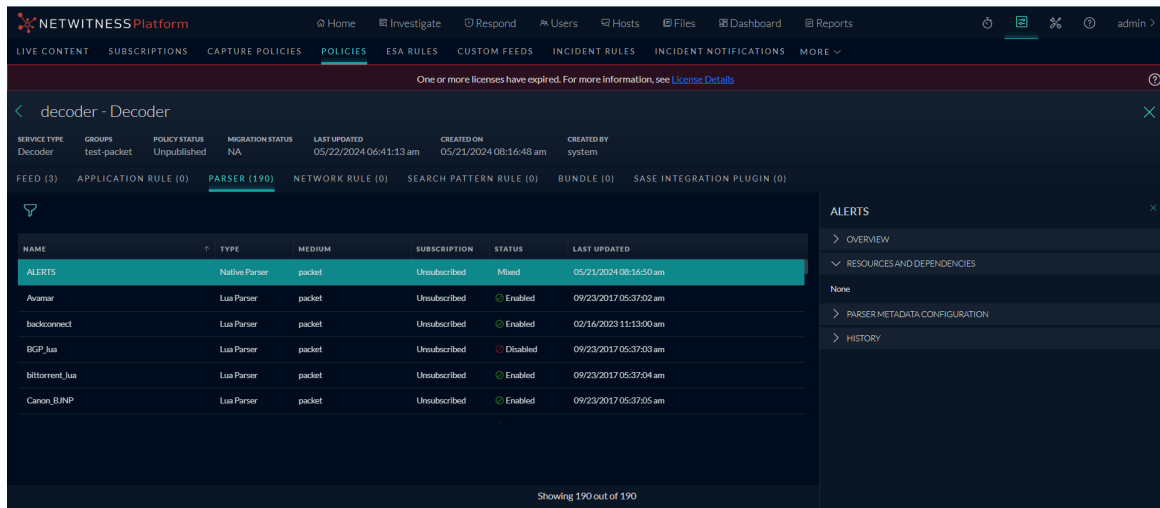 NETWITNESS Platform
Home Investigate Respond Users Hosts Files Dashboard Reports admin >
LIVE CONTENT SUBSCRIPTIONS CAPTURE POLICIES POLICIES ESA RULES CUSTOM FEEDS INCIDENT RULES INCIDENT NOTIFICATIONS MORE
One or more licenses have expired. For more information, see License Details
decoder - Decoder
SERVICE TYPE GROUPS POLICY STATUS MIGRATION STATUS LAST UPDATED CREATED ON CREATED BY
Decoder test-packet Unpublished NA 05/22/2024 06:41:13 am 05/21/2024 08:16:48 am system
FEED (3) APPLICATION RULE (0) PARSER (190) NETWORK RULE (0) SEARCH PATTERN RULE (0) BUNDLE (0) SASE INTEGRATION PLUGIN (0)
NAME TYPE MEDIUM SUBSCRIPTION STATUS LAST UPDATED
ALERTS Native Parser packet Unsubscribed Mixed 05/21/2024 08:16:50 am
Avamar Lua Parser packet Unsubscribed Enabled 09/23/2017 05:37:02 am
backconnect Lua Parser packet Unsubscribed Enabled 02/16/2023 11:13:00 am
BGP_lua Lua Parser packet Unsubscribed Disabled 09/23/2017 05:37:03 am
bittorrent_lua Lua Parser packet Unsubscribed Enabled 09/23/2017 05:37:04 am
Canon_BJNP Lua Parser packet Unsubscribed Enabled 09/23/2017 05:37:05 am
Showing 190 out of 190
ALERTS
OVERVIEW
RESOURCES AND DEPENDENCIES
None
PARSER METADATA CONFIGURATION
HISTORY